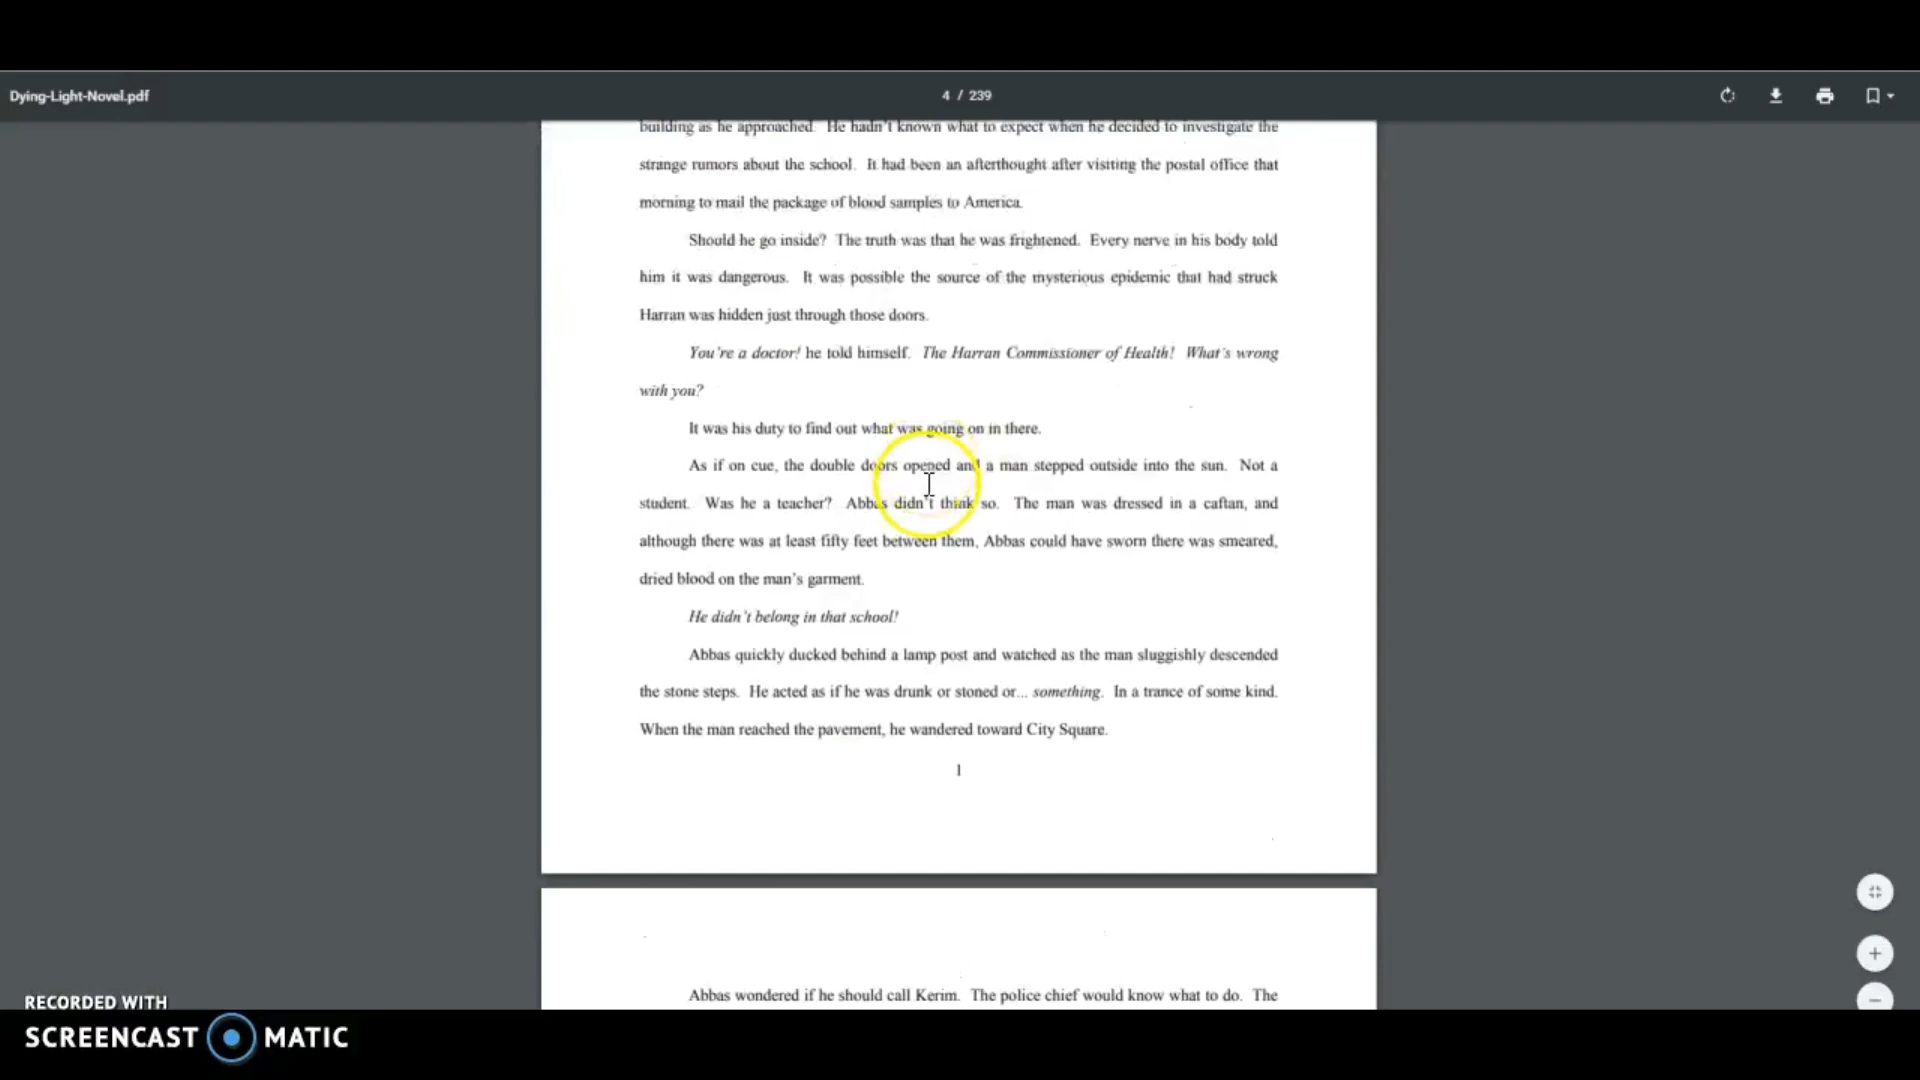 Dying-Light-Novel.pdf
4 / 239
building as he approached. He hadn't known what to expect when he decided to investigate the
strange rumors about the school. It had been an afterthought after visiting the postal office that
morning to mail the package of blood samples to America.
Should he go inside? The truth was that he was frightened. Every nerve in his body told
him it was dangerous. It was possible the source of the mysterious epidemic that had struck
Harran was hidden just through those doors.
You're a doctor! he told himself. The Harran Commissioner of Health! What's wrong
with you?
It was his duty to find out what was going on in there.
As if on cue, the double doors opened and a man stepped outside into the sun. Not a
student. Was he a teacher? Abbas didn't think so. The man was dressed in a caftan, and
although there was at least fifty feet between them, Abbas could have sworn there was smeared,
dried blood on the man's garment.
He didn't belong in that school!
Abbas quickly ducked behind a lamp post and watched as the man sluggishly descended
the stone steps. He acted as if he was drunk or stoned or... something. In a trance of some kind.
When the man reached the pavement, he wandered toward City Square.
1
Abbas wondered if he should call Kerim. The police chief would know what to do. The
RECORDED WITH
SCREENCAST MATIC